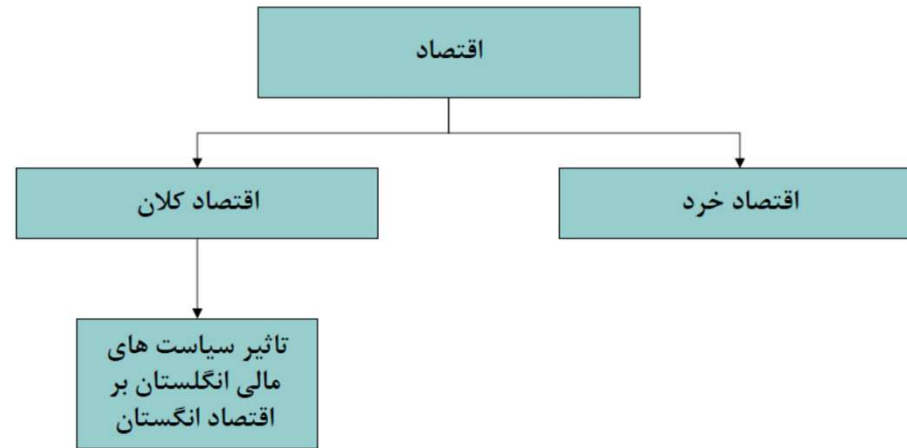 اقتصاد
اقتصاد خرد
اقتصاد کلان
تاثیر سیاست های
مالی انگلستان بر
اقتصاد انگستان